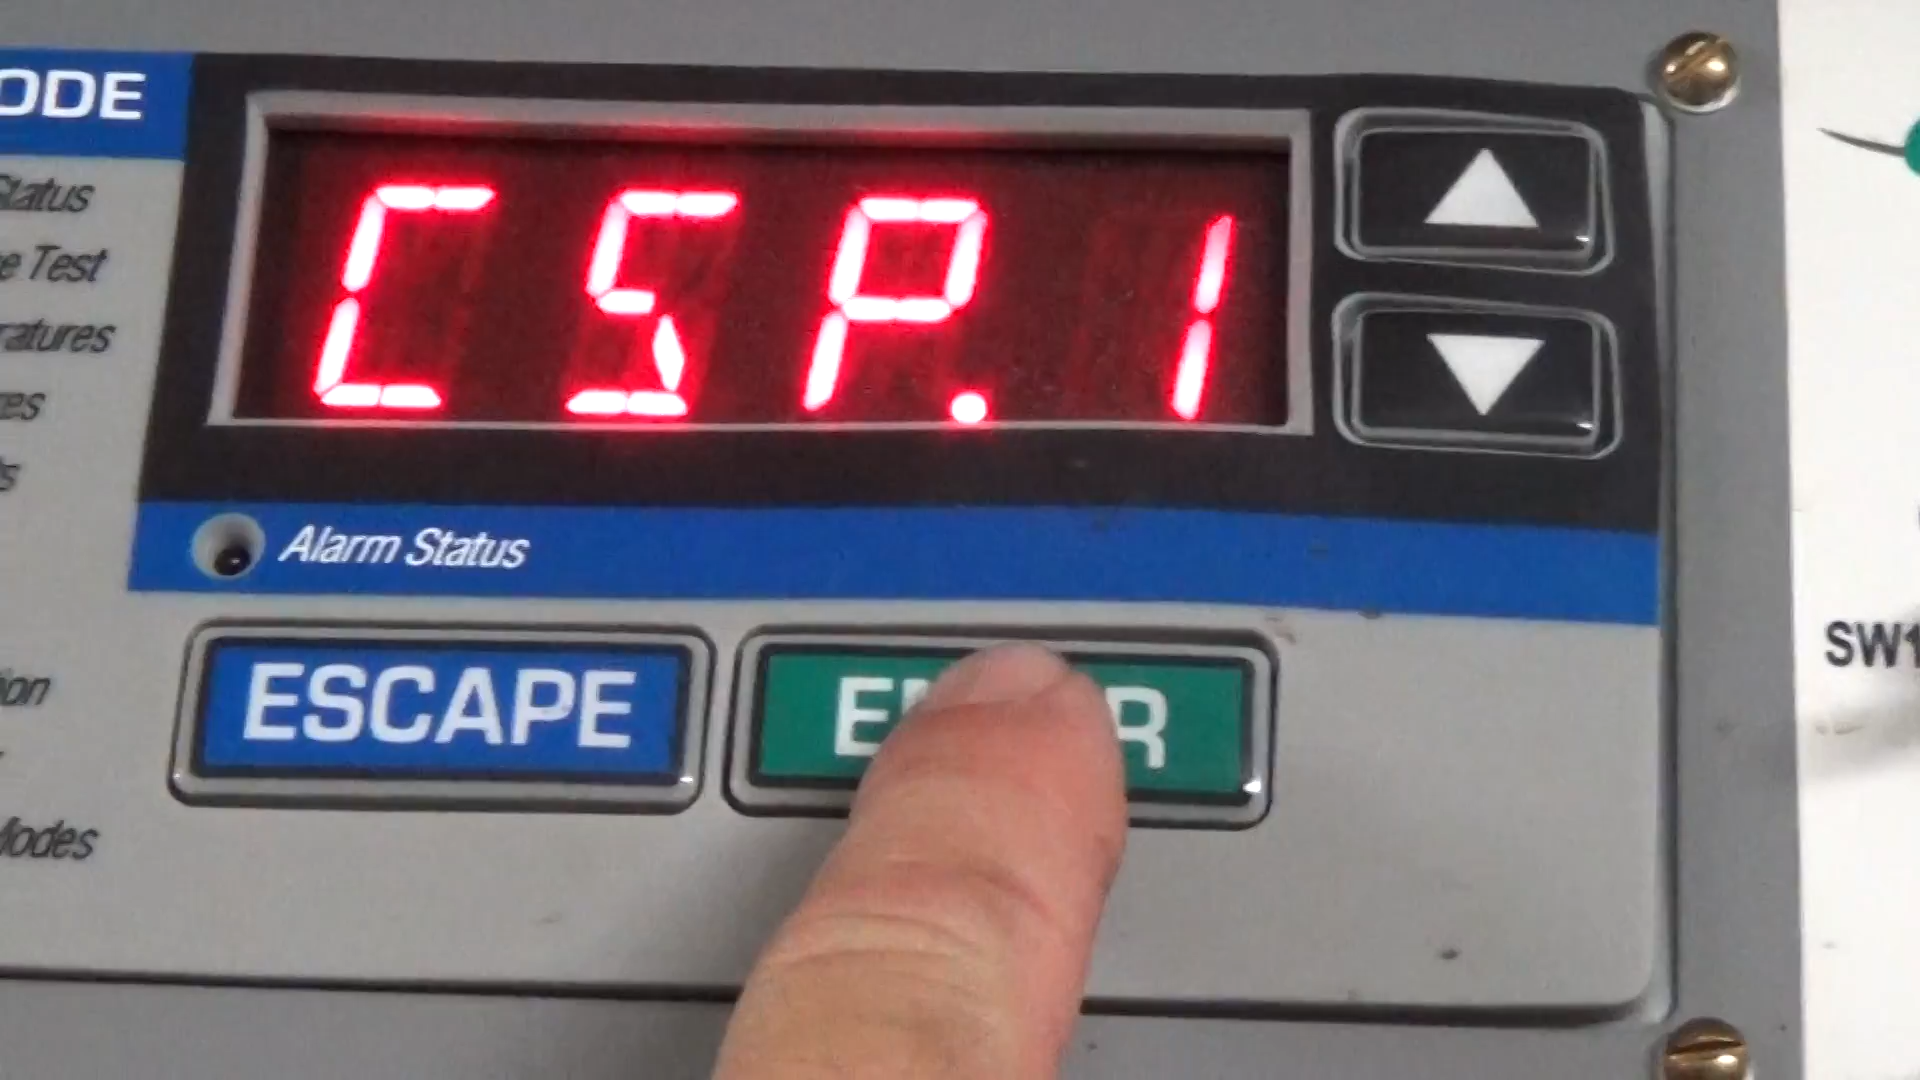 ODE
CSP.1
Status
e Test
ratures
es
s
Alarm Status
ion
Modes
ESCAPE
E R
SW1